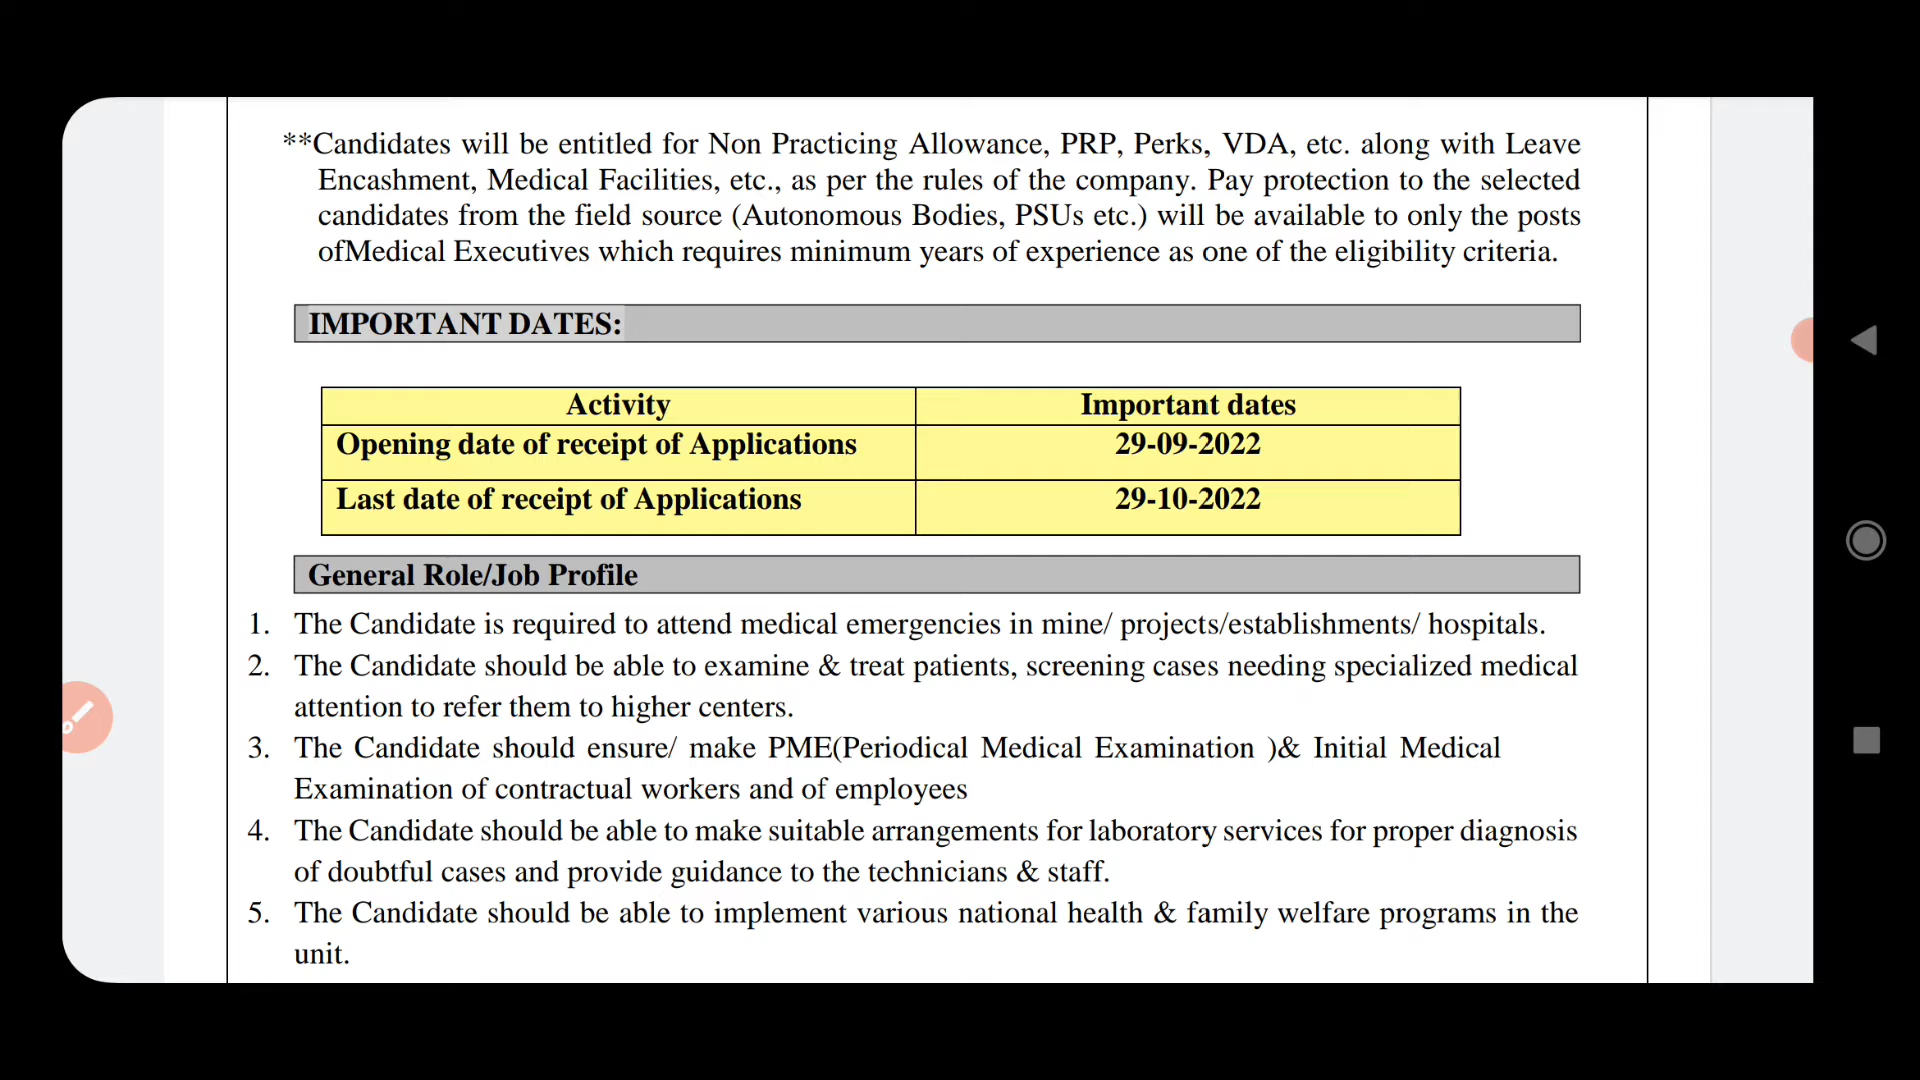 **Candidates will be entitled for Non Practicing Allowance, PRP, Perks, VDA, etc. along with Leave
Encashment, Medical Facilities, etc., as per the rules of the company. Pay protection to the selected
candidates from the field source (Autonomous Bodies, PSUs etc.) will be available to only the posts
ofMedical Executives which requires minimum years of experience as one of the eligibility criteria.
IMPORTANT DATES:
Activity Important dates
Opening date of receipt of Applications 29-09-2022
Last date of receipt of Applications 29-10-2022
General Role/Job Profile
1. The Candidate is required to attend medical emergencies in mine/ projects/establishments/ hospitals.
2. The Candidate should be able to examine & treat patients, screening cases needing specialized medical
attention to refer them to higher centers.
3. The Candidate should ensure/ make PME(Periodical Medical Examination )& Initial Medical
Examination of contractual workers and of employees
4. The Candidate should be able to make suitable arrangements for laboratory services for proper diagnosis
of doubtful cases and provide guidance to the technicians & staff.
5. The Candidate should be able to implement various national health & family welfare programs in the
unit.